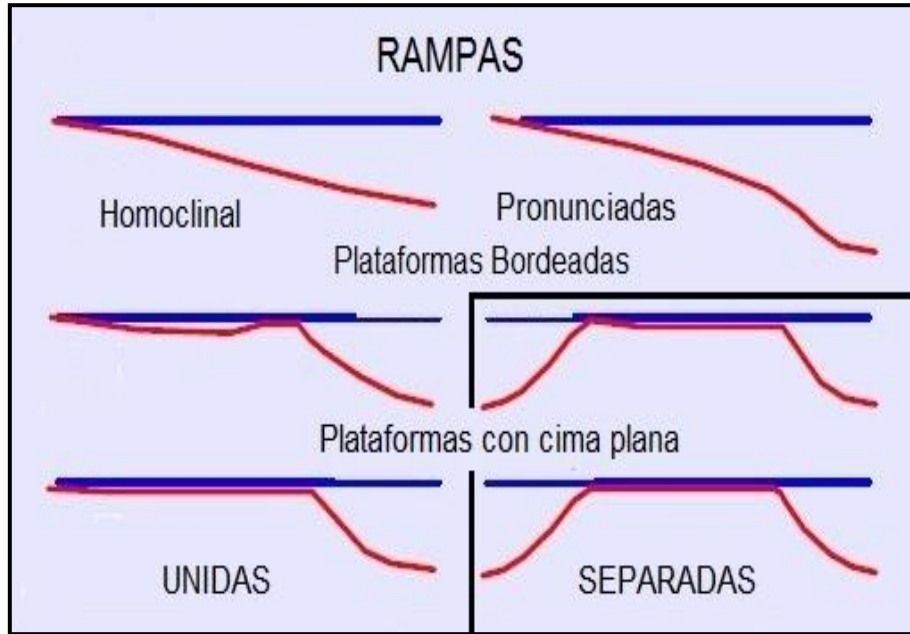 RAMPAS
Homoclinal
Pronunciadas
Plataformas Bordeadas
Plataformas con cima plana
UNIDAS
SEPARADAS